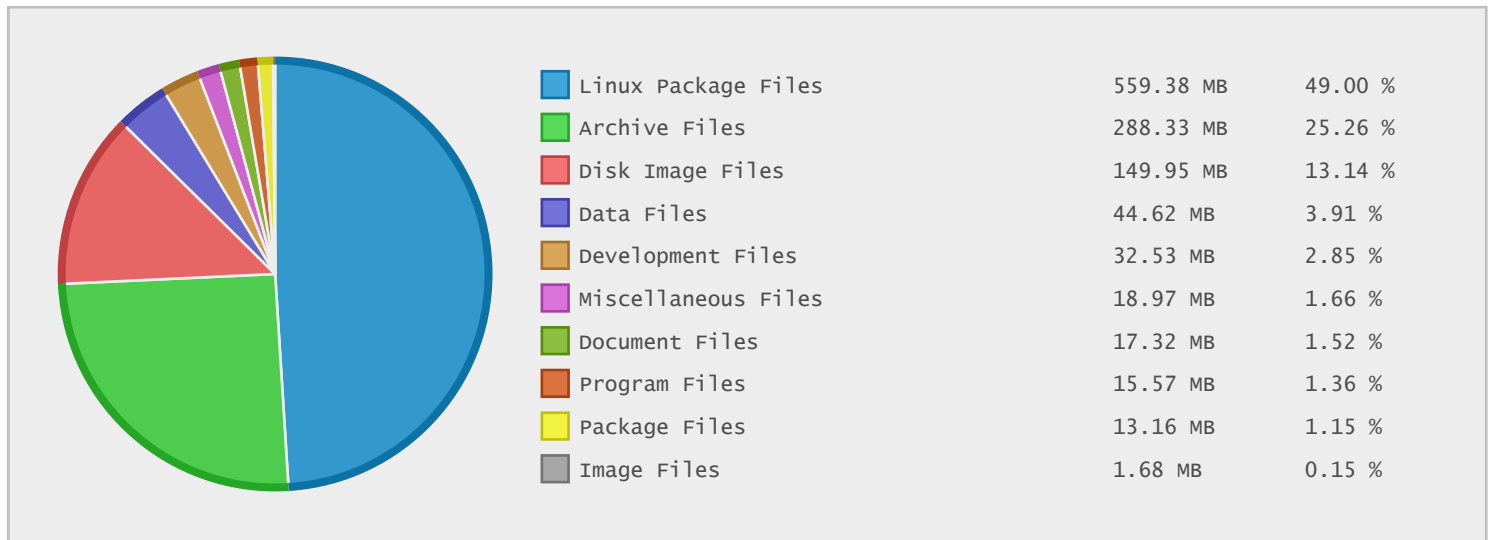 Linux Package Files 559.38 MB 49.00 %
Archive Files 288.33 MB 25.26 %
Disk Image Files 149.95 MB 13.14 %
Data Files 44.62 MB 3.91 %
Development Files 32.53 MB 2.85 %
Miscellaneous Files 18.97 MB 1.66 %
Document Files 17.32 MB 1.52 %
Program Files 15.57 MB 1.36 %
Package Files 13.16 MB 1.15 %
Image Files 1.68 MB 0.15 %